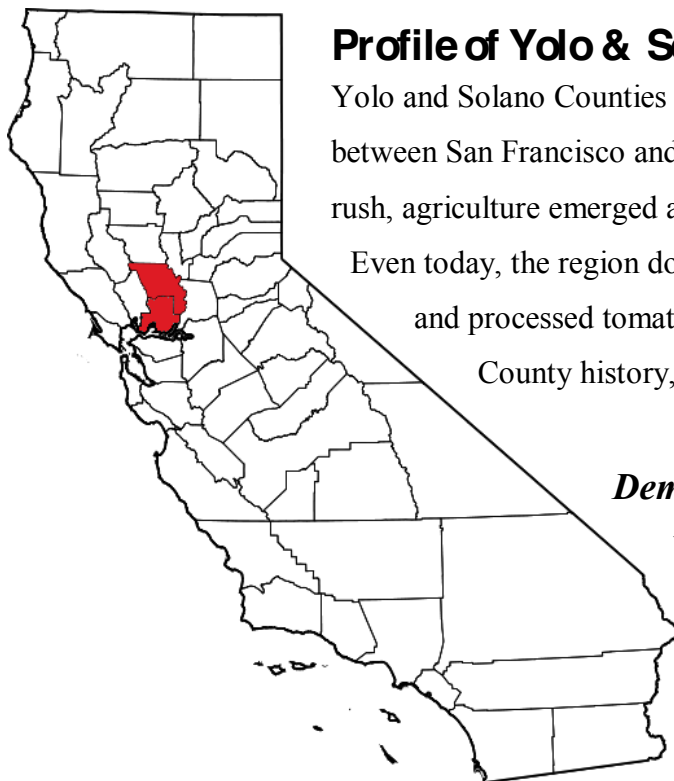 Profile of Yolo & S
Yolo and Solano Counties
between San Francisco and
rush, agriculture emerged a
Even today, the region do
and processed tomat
County history,
Dem